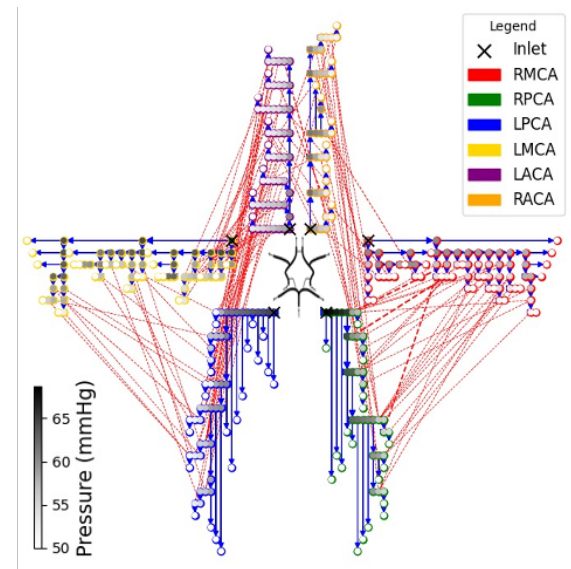 Legend
Inlet
RMCA
RPCA
LPCA
LMCA
LACA
RACA
65
60
55
50
Pressure (mmHg)